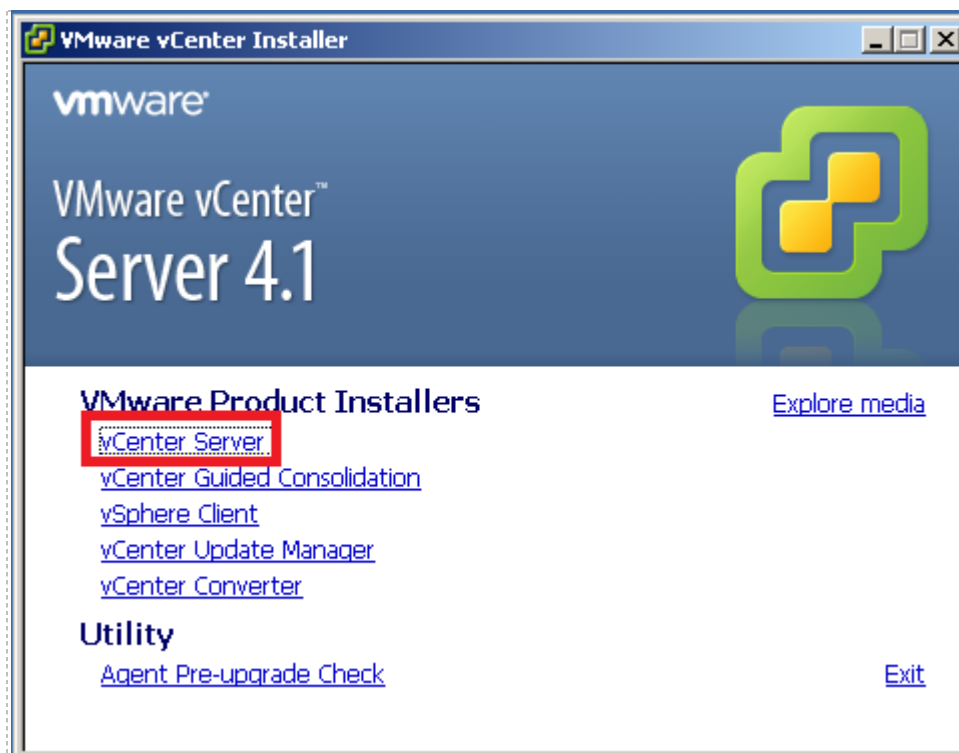 VMware vCenter Installer
vmware
VMware vCenter™
Server 4.1
VMware Product Installers
Explore media
vCenter Server
vCenter Guided Consolidation
vSphere Client
vCenter Update Manager
vCenter Converter
Utility
Agent Pre-upgrade Check
Exit